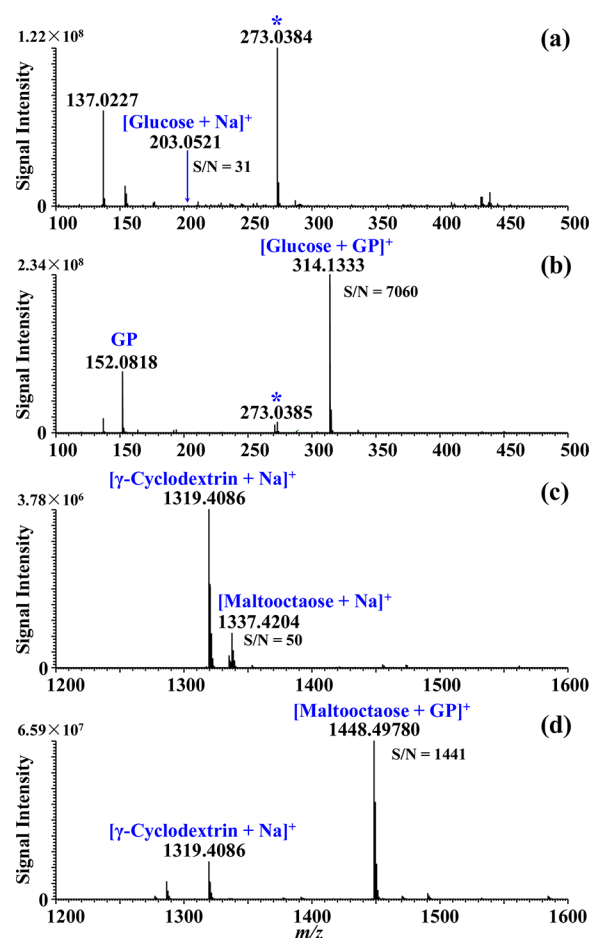 *
1.22×10⁸ 273.0384 (a)
137.0227
[Glucose + Na]⁺
203.0521
S/N = 31
Signal Intensity
0
100 150 200 250 300 350 400 450 500
[Glucose + GP]⁺
2.34×10⁸ 314.1333 (b)
S/N = 7060
GP
152.0818
*
273.0385
Signal Intensity
0
100 150 200 250 300 350 400 450 500
[γ-Cyclodextrin + Na]⁺
3.78×10⁶ 1319.4086 (c)
[Maltooctaose + Na]⁺
1337.4204
S/N = 50
Signal Intensity
0
1200 1300 1400 1500 1600
[Maltooctaose + GP]⁺
6.59×10⁷ 1448.49780 (d)
S/N = 1441
[γ-Cyclodextrin + Na]⁺
1319.4086
Signal Intensity
0
1200 1300 1400 1500 1600
m/z